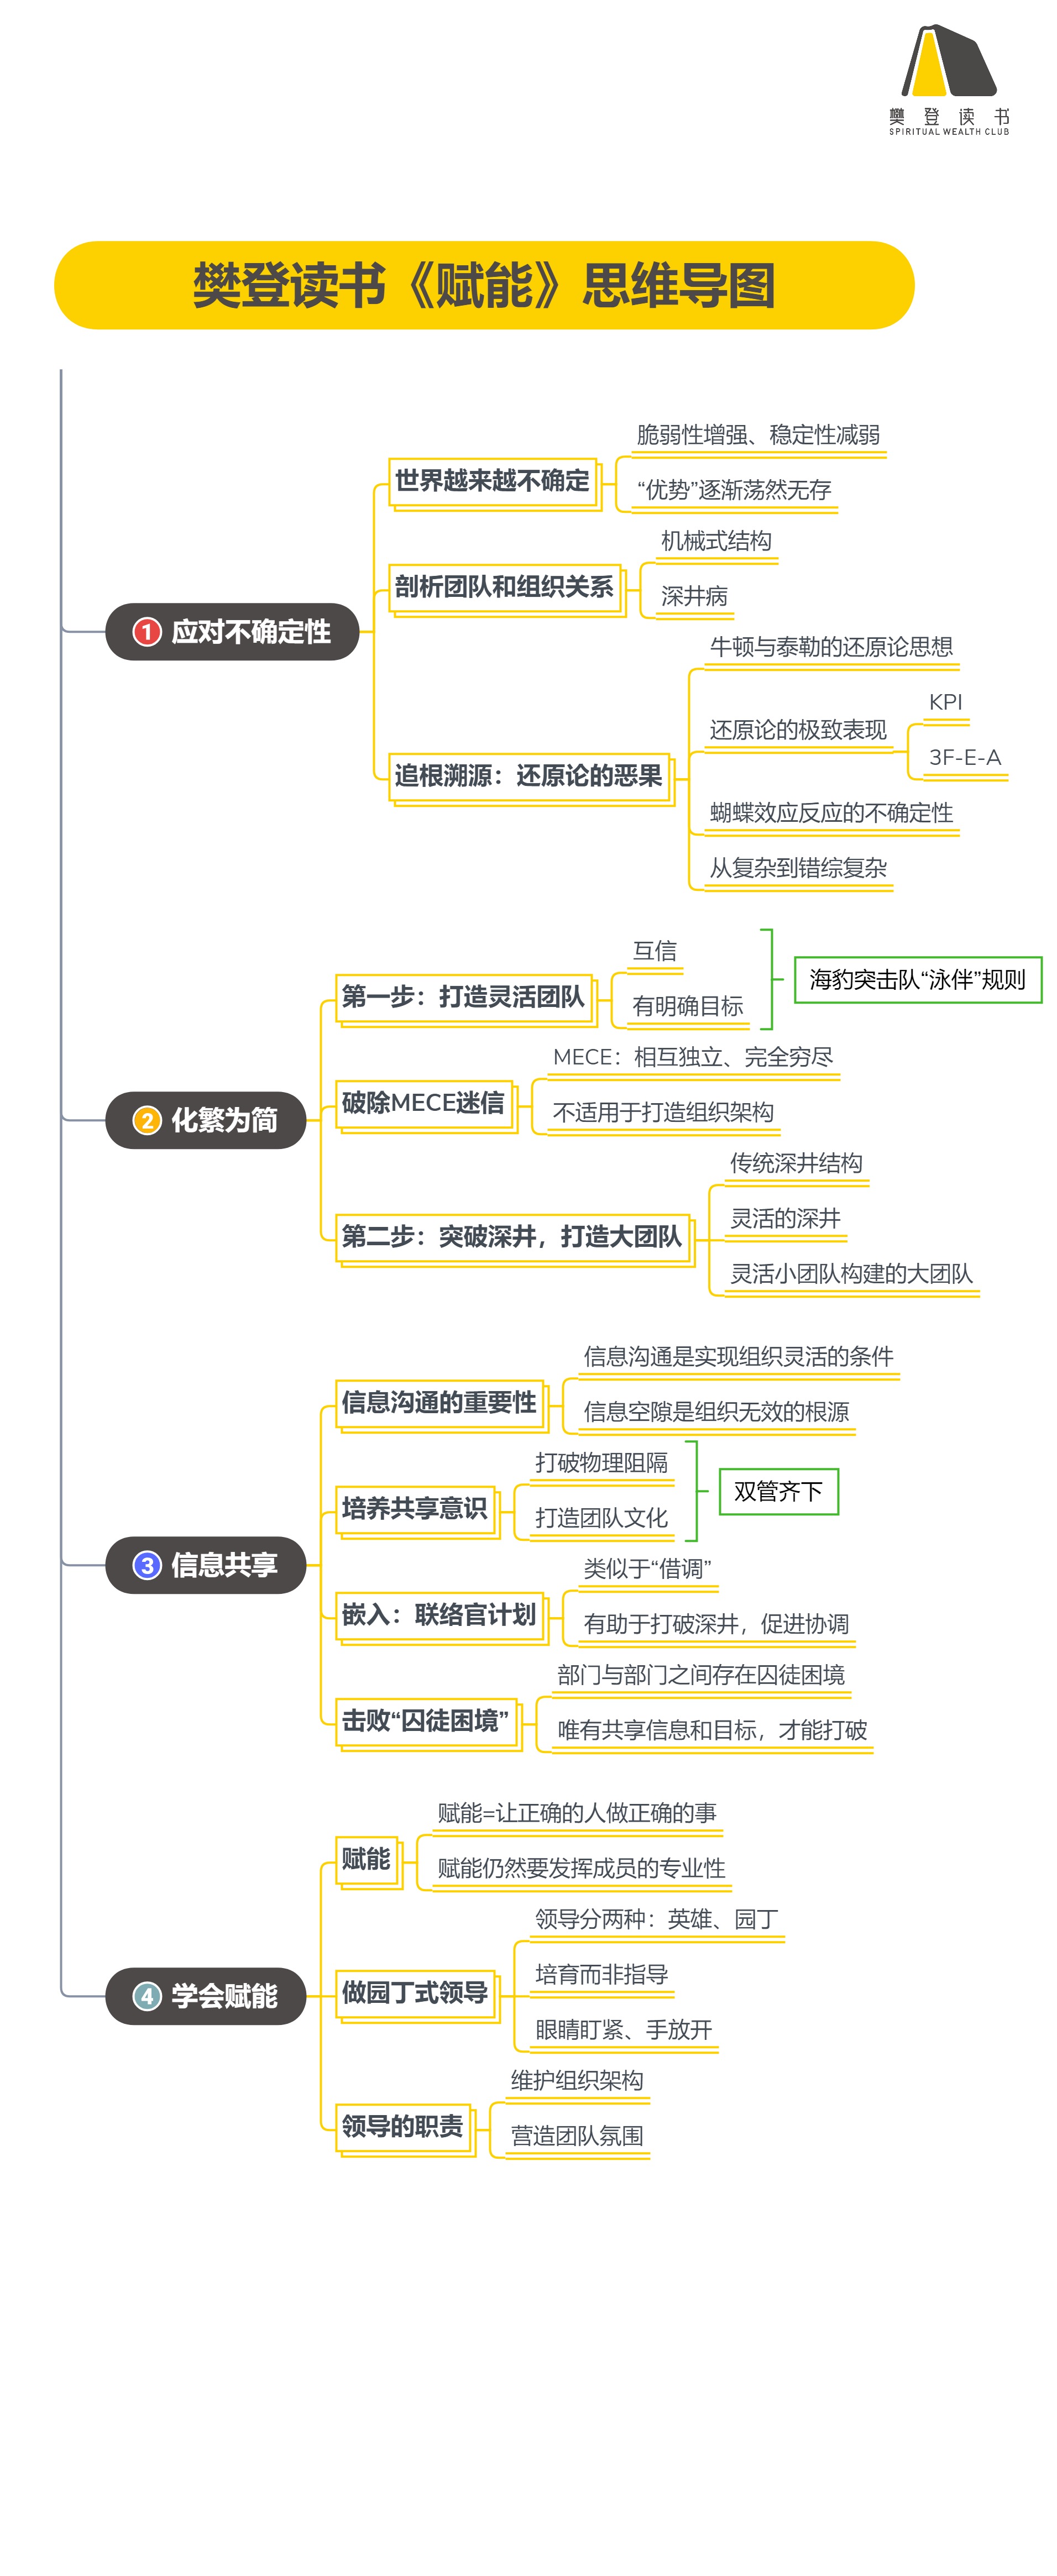 樊登读书
SPIRITUAL WEALTH CLUB
樊登读书《赋能》思维导图
1 应对不确定性
世界越来越不确定
脆弱性增强、稳定性减弱
“优势”逐渐荡然无存
剖析团队和组织关系
机械式结构
深井病
追根溯源：还原论的恶果
牛顿与泰勒的还原论思想
还原论的极致表现
KPI
3F-E-A
蝴蝶效应反应的不确定性
从复杂到错综复杂
2 化繁为简
第一步：打造灵活团队
互信
有明确目标
海豹突击队“泳伴”规则
破除MECE迷信
MECE：相互独立、完全穷尽
不适用于打造组织架构
第二步：突破深井，打造大团队
传统深井结构
灵活的深井
灵活小团队构建的大团队
3 信息共享
信息沟通的重要性
信息沟通是实现组织灵活的条件
信息空隙是组织无效的根源
培养共享意识
打破物理阻隔
打造团队文化
双管齐下
嵌入：联络官计划
类似于“借调”
有助于打破深井，促进协调
击败“囚徒困境”
部门与部门之间存在囚徒困境
唯有共享信息和目标，才能打破
4 学会赋能
赋能
赋能=让正确的人做正确的事
赋能仍然要发挥成员的专业性
做园丁式领导
领导分两种：英雄、园丁
培育而非指导
眼睛盯紧、手放开
领导的职责
维护组织架构
营造团队氛围